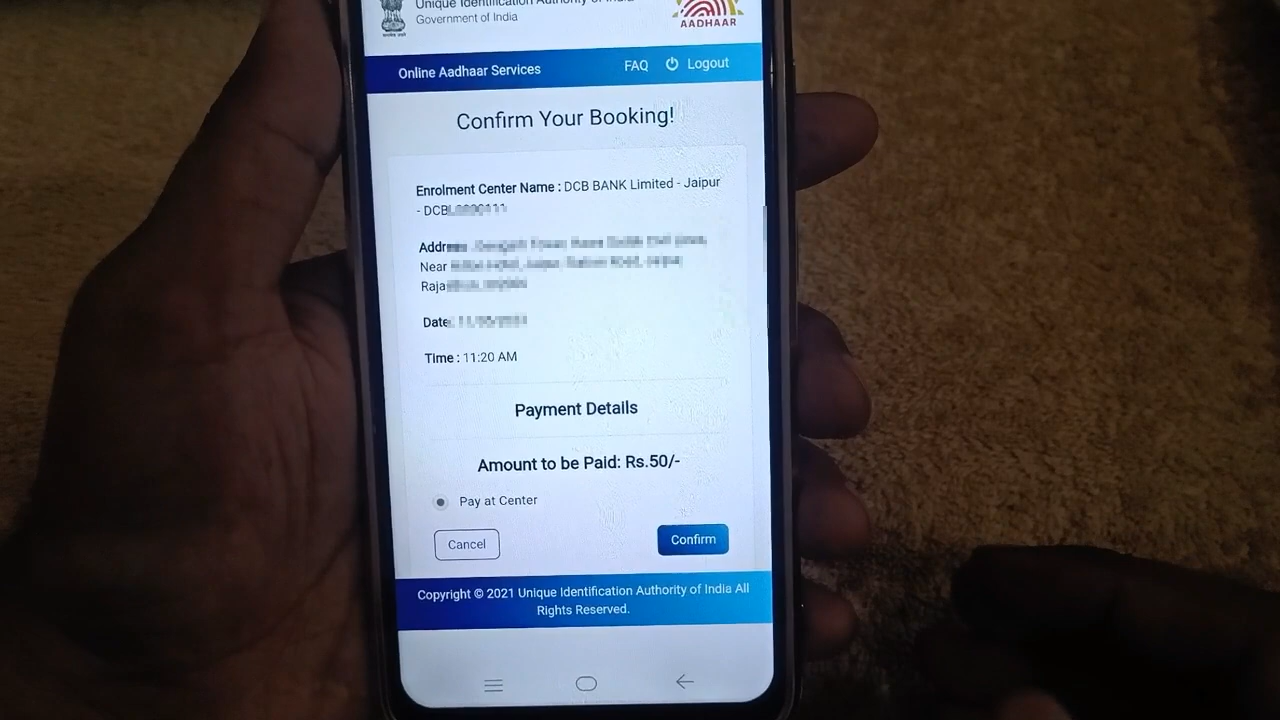 Unique Identification Authority of India
Government of India
AADHAAR
Online Aadhaar Services FAQ Logout
Confirm Your Booking!
Enrolment Center Name : DCB BANK Limited - Jaipur
- DCB
Address
Near
Raja
Date:
Time : 11:20 AM
Payment Details
Amount to be Paid: Rs.50/-
Pay at Center
Cancel Confirm
Copyright © 2021 Unique Identification Authority of India All
Rights Reserved.